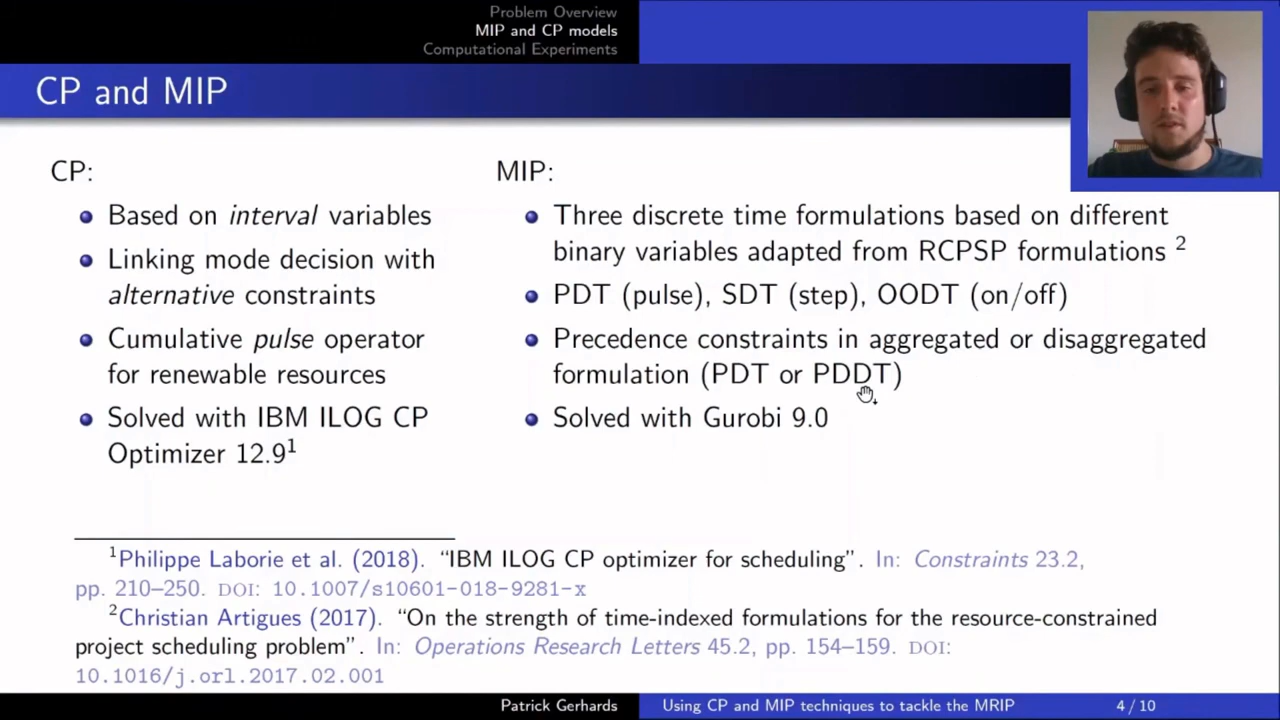 Problem Overview
MIP and CP models
Computational Experiments
CP and MIP
CP:
Based on interval variables
Linking mode decision with
alternative constraints
Cumulative pulse operator
for renewable resources
Solved with IBM ILOG CP
Optimizer 12.9¹
MIP:
Three discrete time formulations based on different
binary variables adapted from RCPSP formulations ²
PDT (pulse), SDT (step), OODT (on/off)
Precedence constraints in aggregated or disaggregated
formulation (PDT or PDDT)
Solved with Gurobi 9.0
¹Philippe Laborie et al. (2018). “IBM ILOG CP optimizer for scheduling”. In: Constraints 23.2,
pp. 210–250. DOI: 10.1007/s10601-018-9281-x
²Christian Artigues (2017). “On the strength of time-indexed formulations for the resource-constrained
project scheduling problem”. In: Operations Research Letters 45.2, pp. 154–159. DOI:
10.1016/j.orl.2017.02.001
Patrick Gerhards
Using CP and MIP techniques to tackle the MRIP
4 / 10